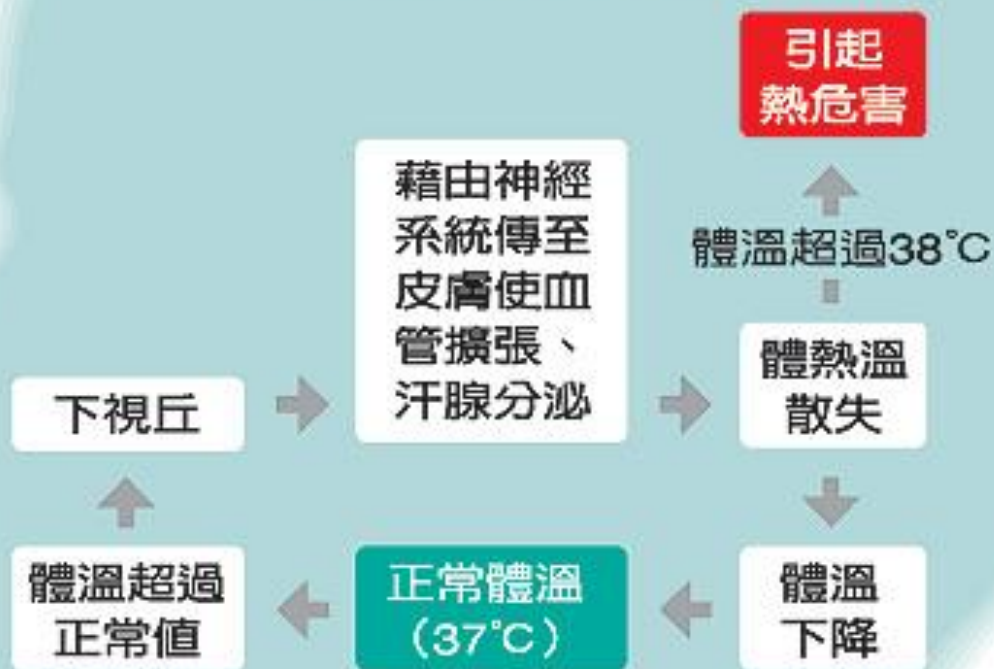 引起
熱危害
體溫超過38°C
藉由神經
系統傳至
皮膚使血
管擴張、
汗腺分泌
體熱溫
散失
下視丘
體溫超過
正常值
正常體溫
(37°C)
體溫
下降